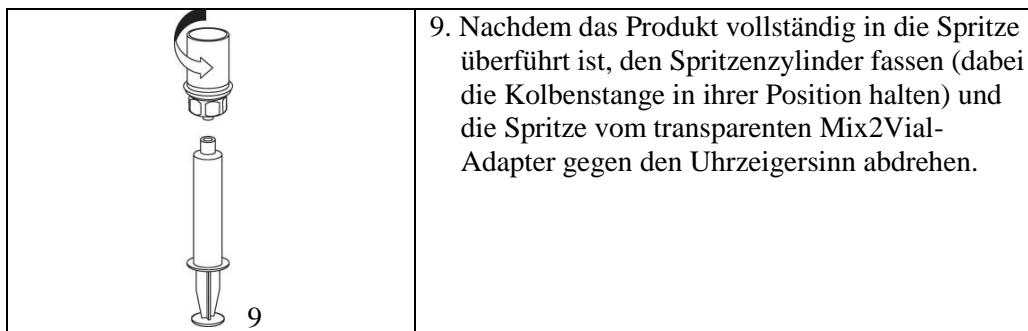 9. Nachdem das Produkt vollständig in die Spritze
überführt ist, den Spritzenzylinder fassen (dabei
die Kolbenstange in ihrer Position halten) und
die Spritze vom transparenten Mix2Vial-
Adapter gegen den Uhrzeigersinn abdrehen.
9